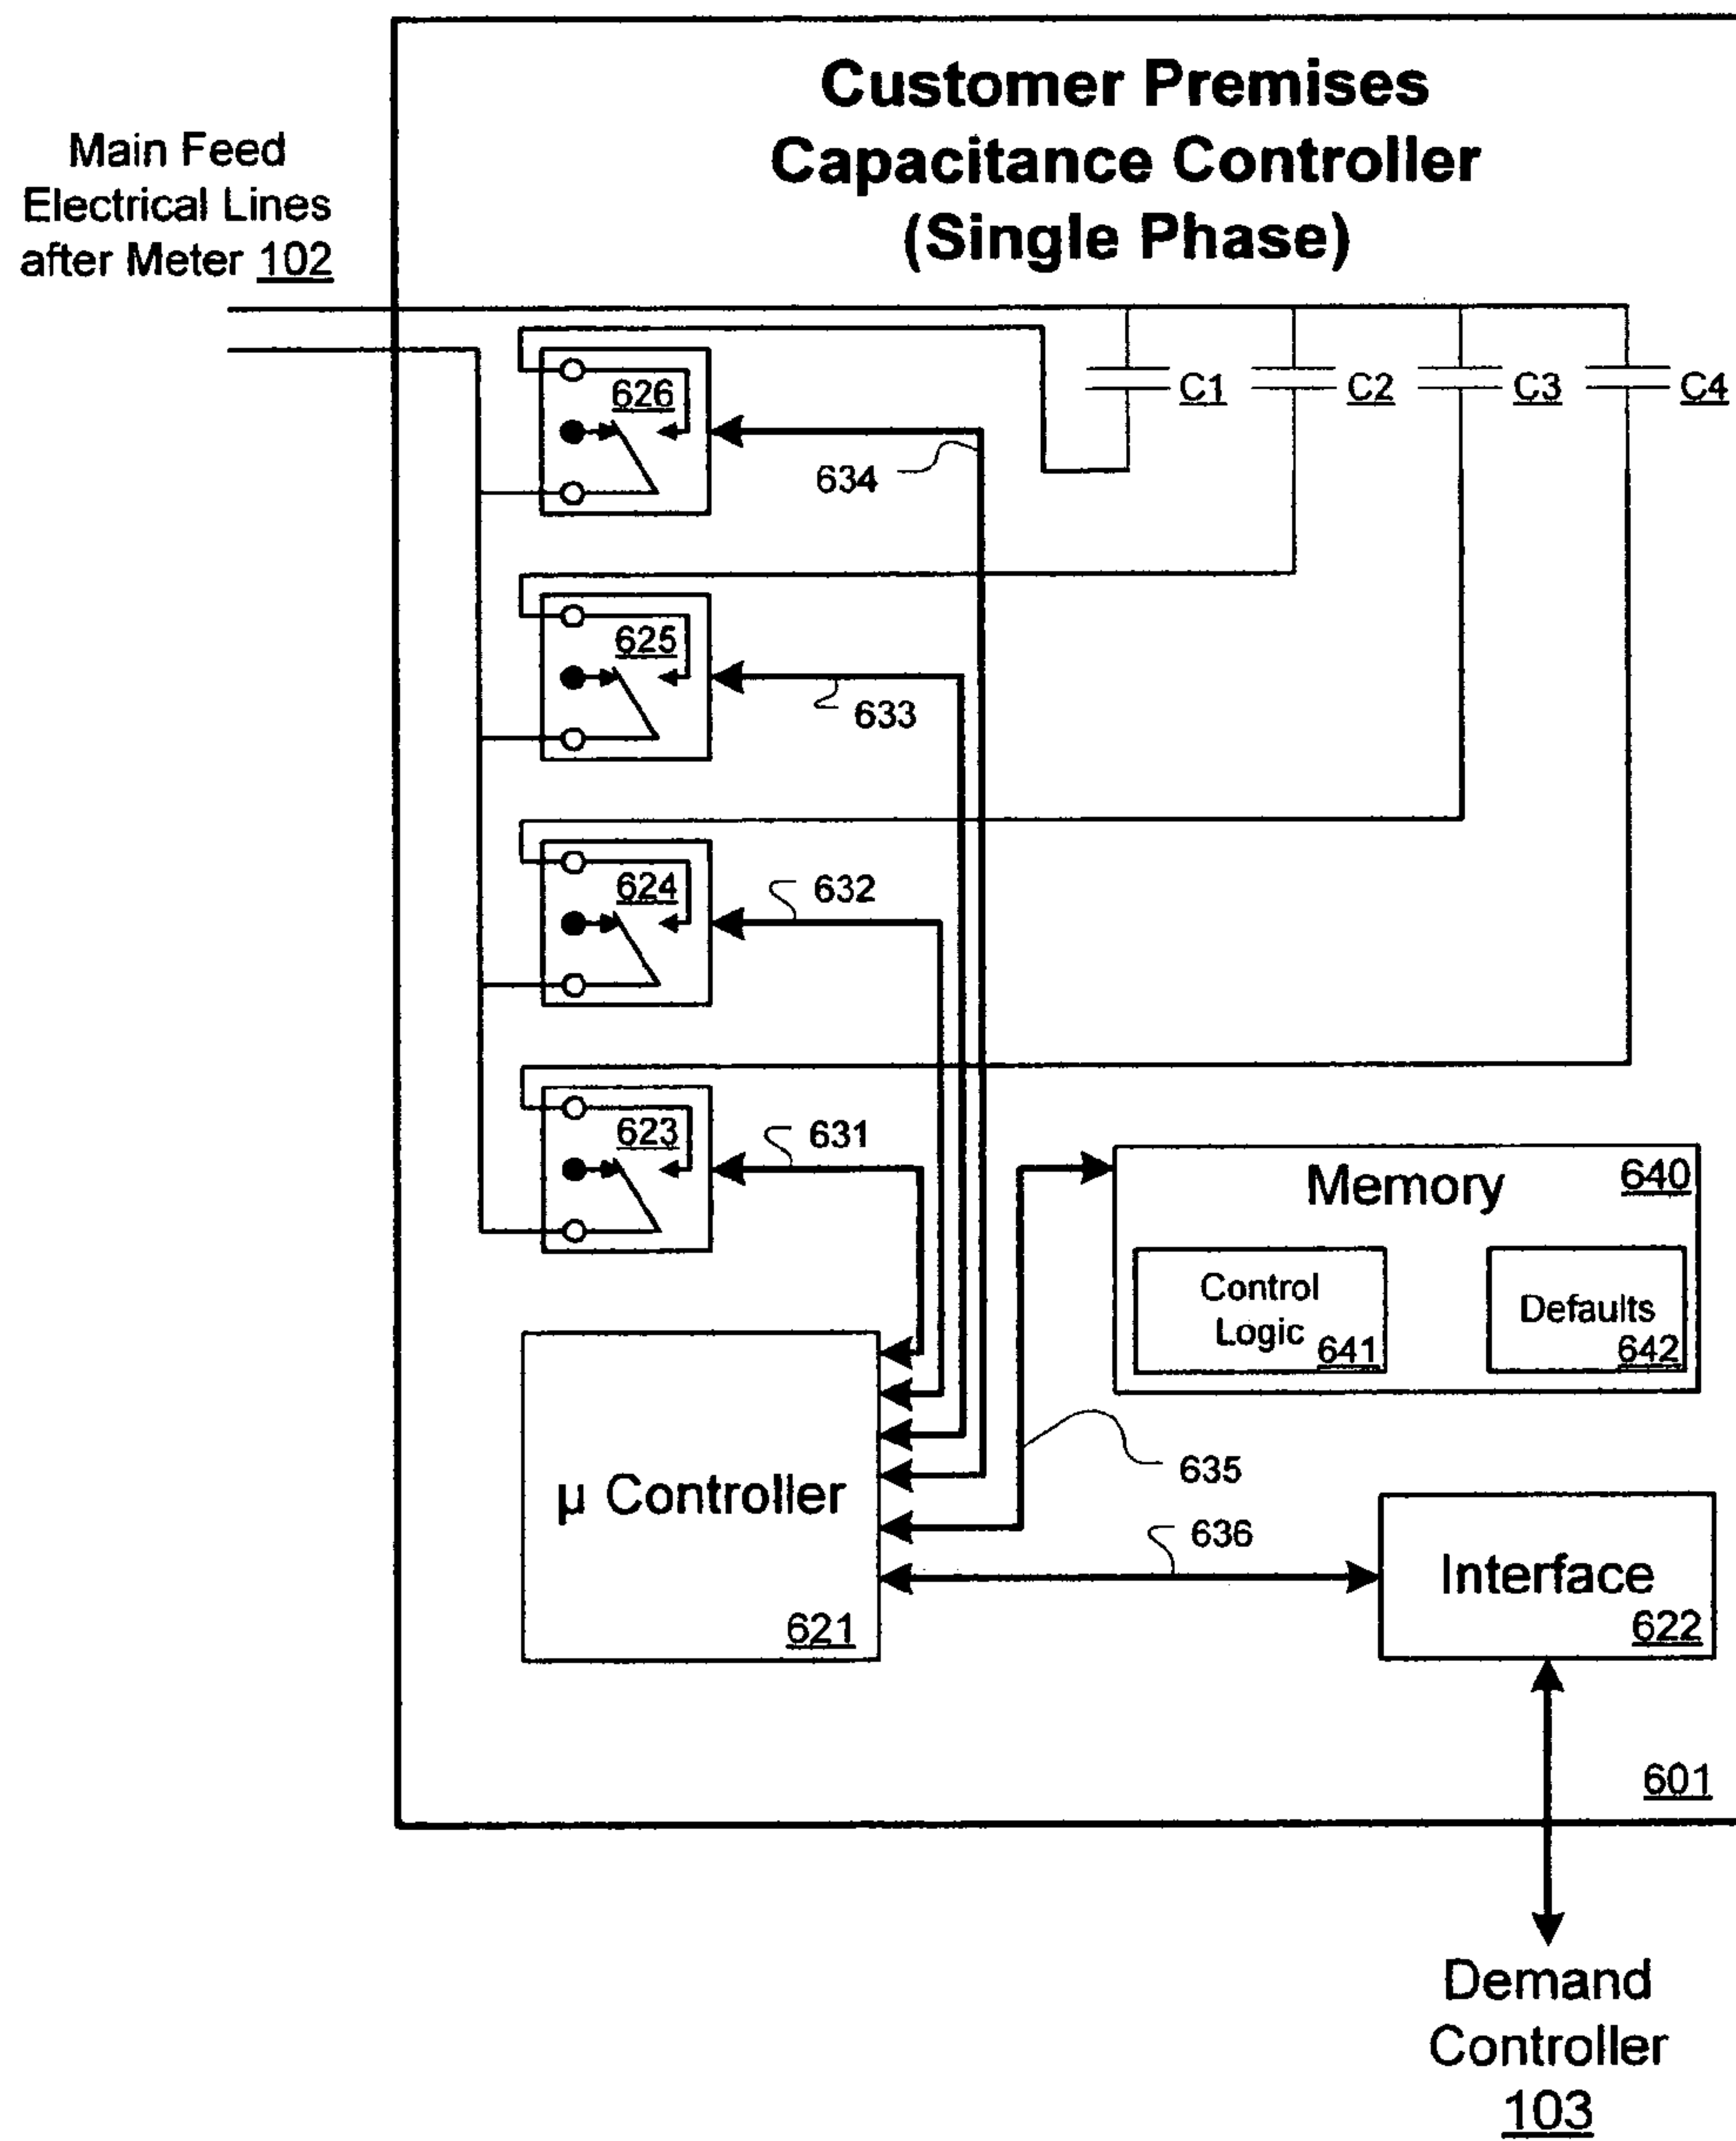 Customer Premises
Capacitance Controller
(Single Phase)
Main Feed
Electrical Lines
after Meter 102
626
C1
C2
C3
C4
634
625
633
624
632
623
631
Memory
640
Control
Logic
641
Defaults
642
635
µ Controller
621
636
Interface
622
601
Demand
Controller
103